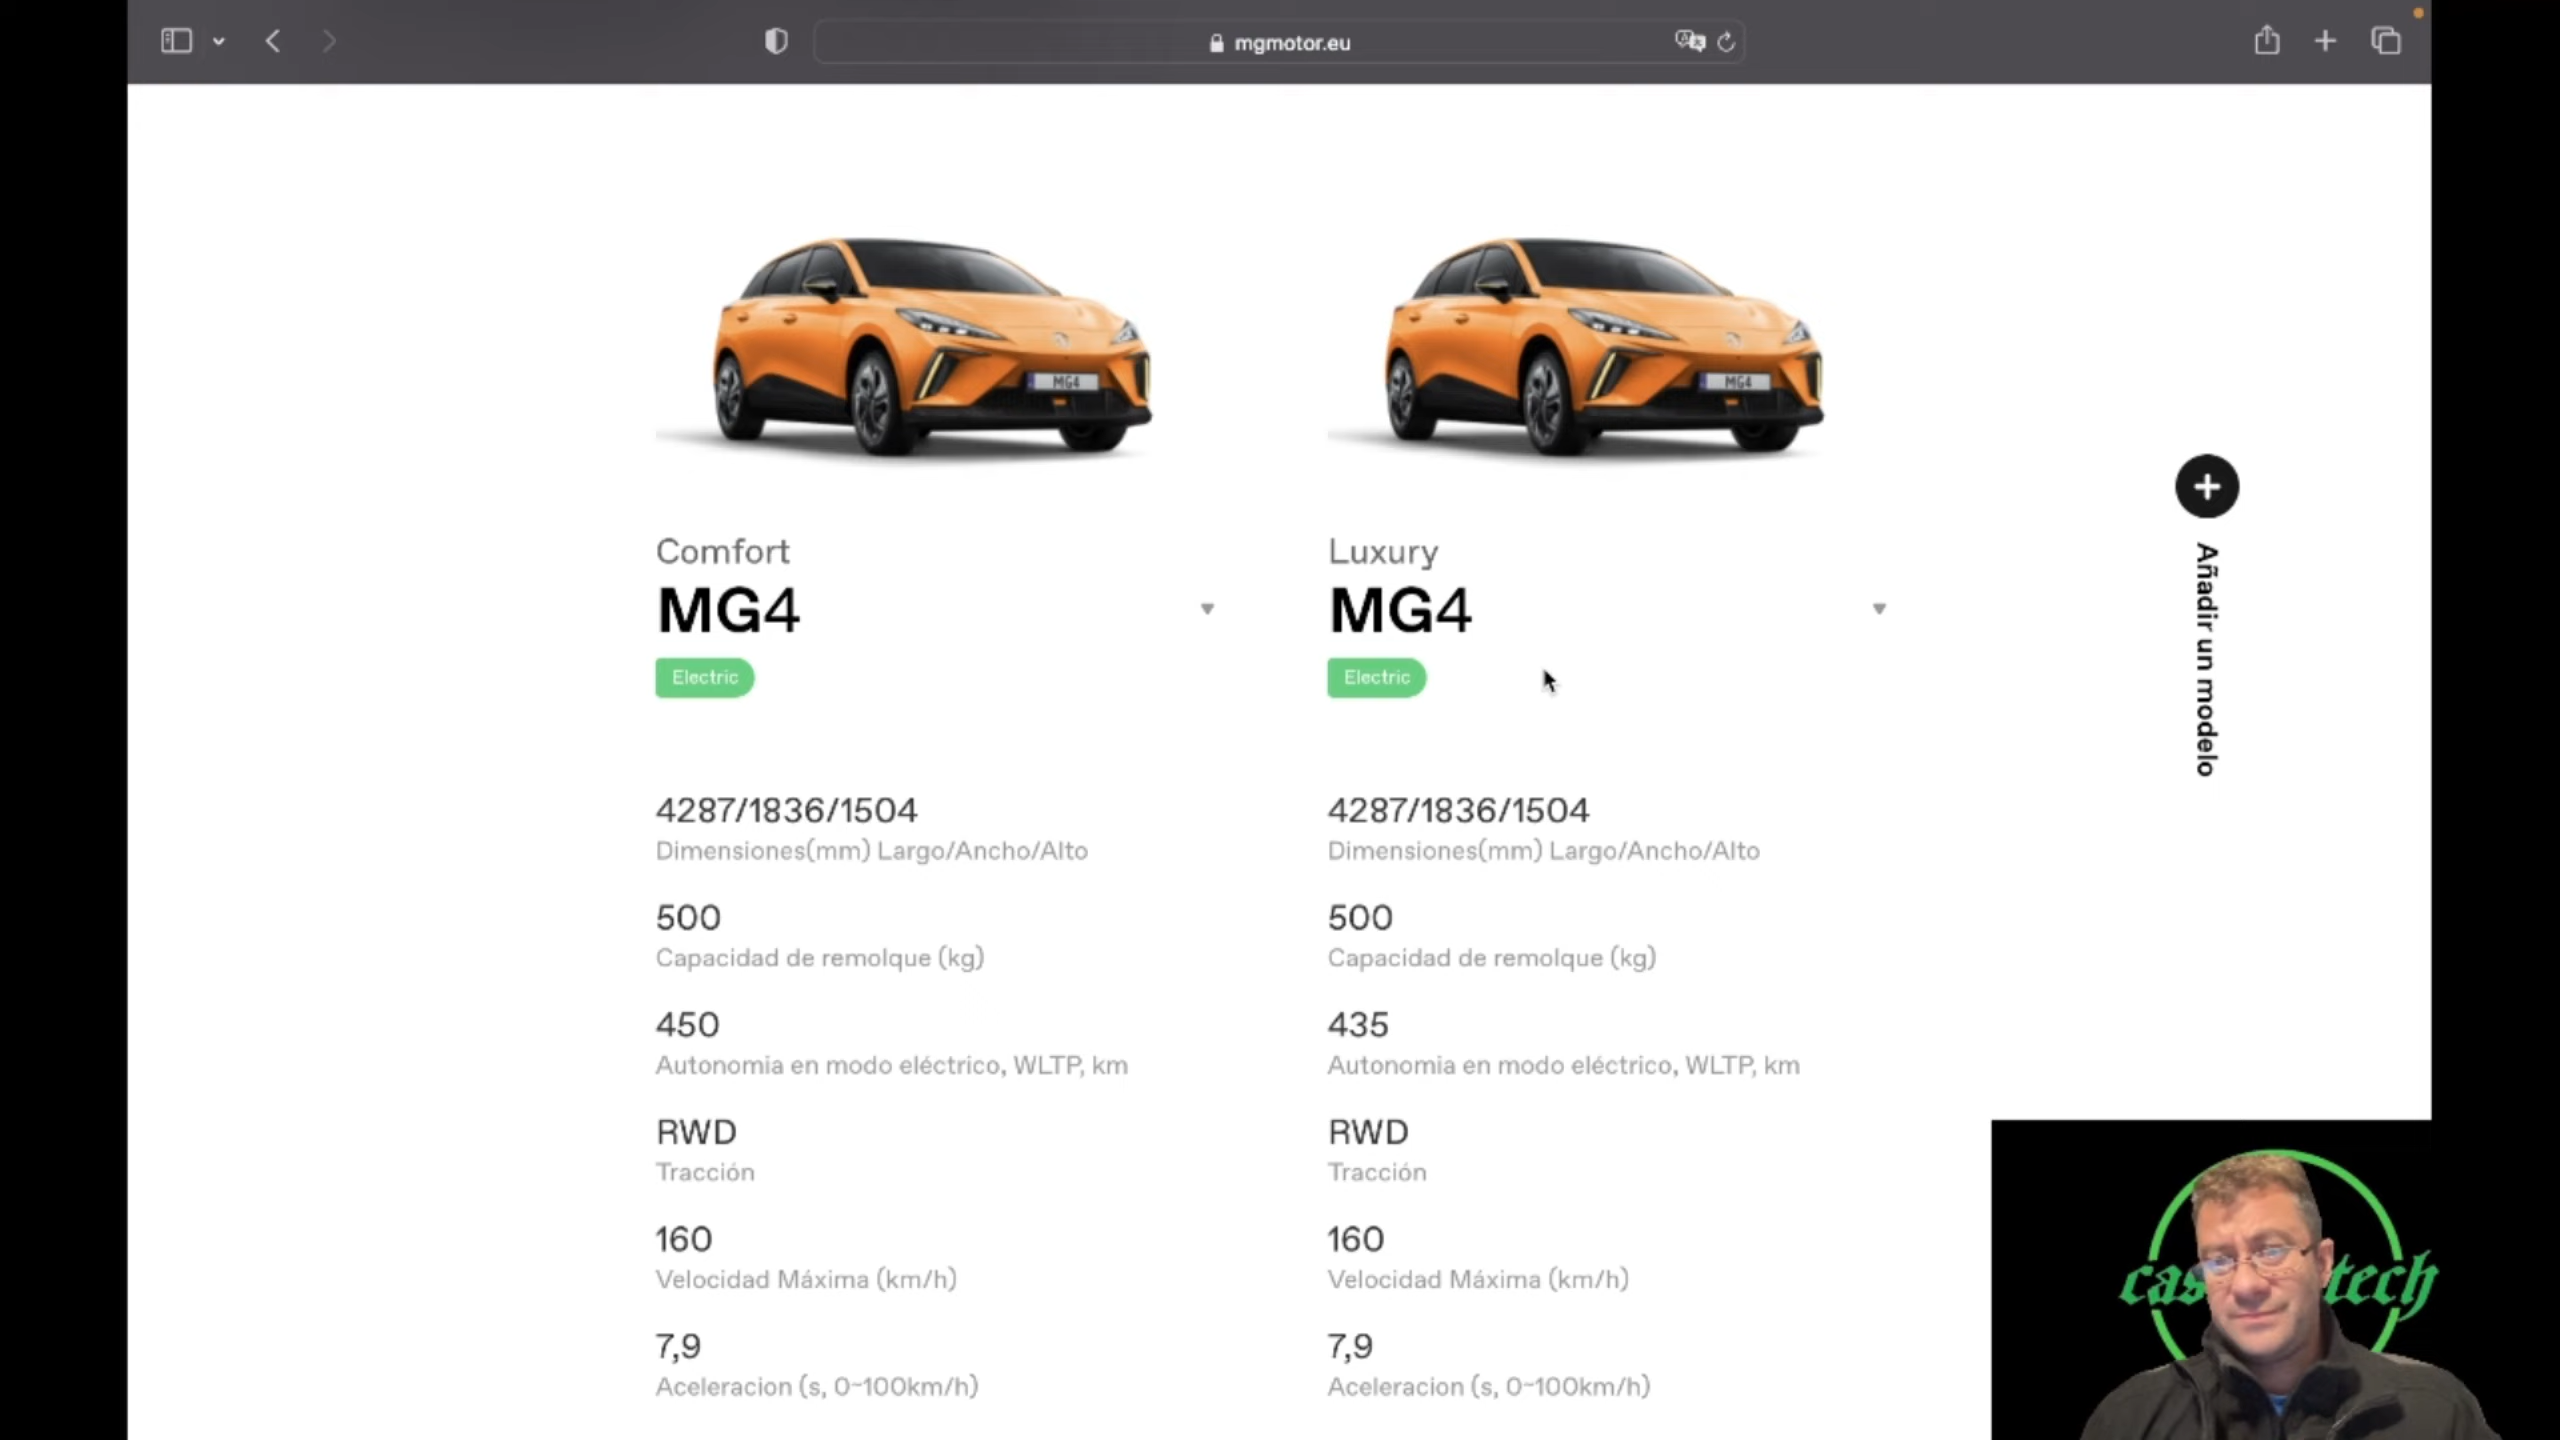 mgmotor.eu
MG4
MG4
Comfort
MG4
Electric
4287/1836/1504
Dimensiones(mm) Largo/Ancho/Alto
500
Capacidad de remolque (kg)
450
Autonomia en modo eléctrico, WLTP, km
RWD
Tracción
160
Velocidad Máxima (km/h)
7,9
Aceleracion (s, 0~100km/h)
Luxury
MG4
Electric
4287/1836/1504
Dimensiones(mm) Largo/Ancho/Alto
500
Capacidad de remolque (kg)
435
Autonomia en modo eléctrico, WLTP, km
RWD
Tracción
160
Velocidad Máxima (km/h)
7,9
Aceleracion (s, 0~100km/h)
Añadir un modelo
tech